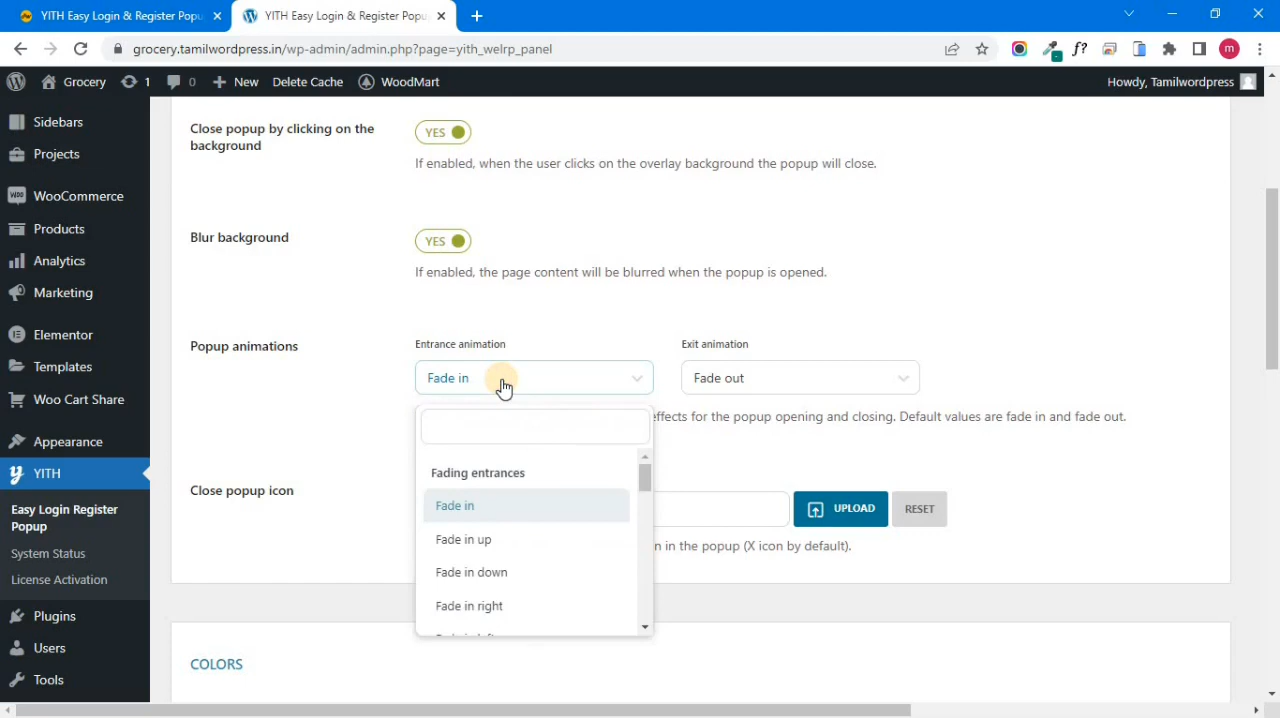 YITH Easy Login & Register Popu
YITH Easy Login & Register Popu
grocery.tamilwordpress.in/wp-admin/admin.php?page=yith_welrp_panel
Grocery
1
0
New
Delete Cache
WoodMart
Howdy, Tamilwordpress
Sidebars
Projects
WooCommerce
Products
Analytics
Marketing
Elementor
Templates
Woo Cart Share
Appearance
YITH
Easy Login Register
Popup
System Status
License Activation
Plugins
Users
Tools
Close popup by clicking on the
background
YES
If enabled, when the user clicks on the overlay background the popup will close.
Blur background
YES
If enabled, the page content will be blurred when the popup is opened.
Popup animations
Entrance animation
Exit animation
Fade in
Fade out
effects for the popup opening and closing. Default values are fade in and fade out.
Fading entrances
Fade in
Fade in up
Fade in down
Fade in right
Close popup icon
UPLOAD
RESET
n in the popup (X icon by default).
COLORS